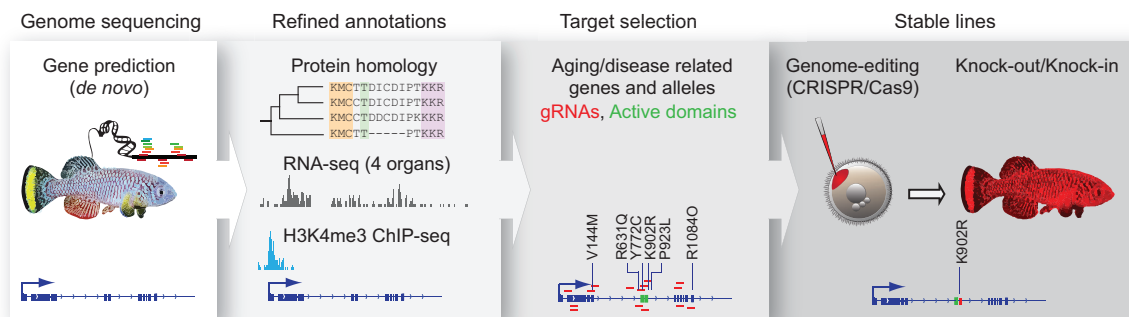 Genome sequencing
Refined annotations
Target selection
Stable lines
Gene prediction
(de novo)
Protein homology
KMCTTDICDIPTKKR
KMCCTDICDIPTKKR
KMCCTDDCDIPKKKR
KMCTT-----PTKKR
RNA-seq (4 organs)
H3K4me3 ChIP-seq
Aging/disease related
genes and alleles
gRNAs, Active domains
V144M
R631Q
Y772C
K902R
P923L
R1084O
Genome-editing
(CRISPR/Cas9)
Knock-out/Knock-in
K902R